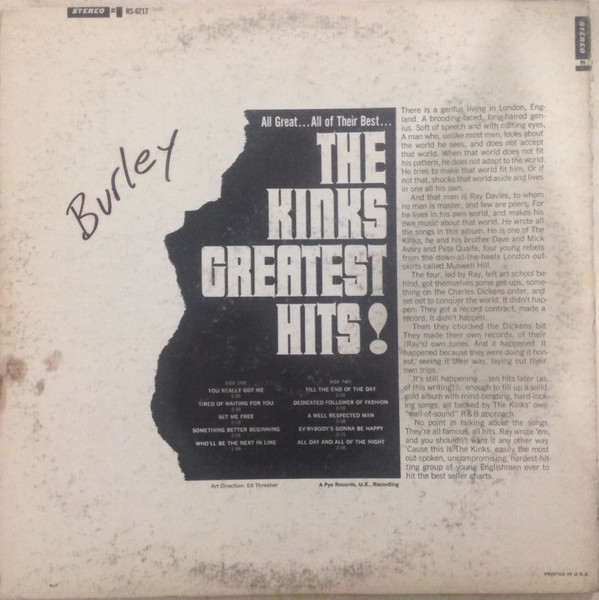 STEREO RS-6217
STEREO
Burley
All Great...All of Their Best...
THE
KINKS
GREATEST
HITS!
SIDE ONE
YOU REALLY GOT ME
TIRED OF WAITING FOR YOU
SET ME FREE
SOMETHING BETTER BEGINNING
WHO'LL BE THE NEXT IN LINE
SIDE TWO
TILL THE END OF THE DAY
DEDICATED FOLLOWER OF FASHION
A WELL RESPECTED MAN
EV'RYBODY'S GONNA BE HAPPY
ALL DAY AND ALL OF THE NIGHT
Art Direction: Ed Thrasher
A Pye Records, U.K., Recording
There is a genius living in London, Eng-
land. A brooding-faced, long-haired gen-
ius. Soft of speech and with cutting eyes.
A man who, unlike most men, looks about
the world he sees, and does not accept
that world. When that world does not fit
his pattern, he does not adapt to the world.
He tries to make that world fit him. Or if
not that, shucks that world aside and lives
in one all his own.
And that man is Ray Davies, to whom
no man is master, and few are peers. For
he lives in his own world, and makes his
own music about that world. He wrote all
the songs in this album. He is one of The
Kinks, he and his brother Dave and Mick
Avory and Pete Quaife, four young rebels
from the down-at-the-heels London out-
skirts called Muswell Hill.
The four, led by Ray, left art school be-
hind, got themselves some get-ups, some-
thing on the Charles Dickens order, and
set out to conquer the world. It didn't hap-
pen. They got a record contract, made a
record. It didn't happen.
Then they chucked the Dickens bit.
They made their own records, of their
(Ray's) own tunes. And it happened. It
happened because they were doing it hon-
est, seeing it their way, laying out their
own trips.
It's still happening... ten hits later (as
of this writing)... enough to fill up a solid
gold album with mind-bending, hard-look-
ing songs, all backed by The Kinks' own
"wall-of-sound" R&B approach.
No point in talking about the songs.
They're all famous, all hits. Ray wrote 'em,
and you shouldn't want it any other way.
'Cause this is The Kinks, easily the most
out-spoken, uncompromising, hardest-hit-
ting group of young Englishmen ever to
hit the best seller charts.
PRINTED IN U.S.A.